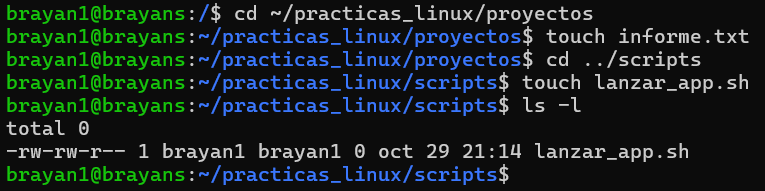 brayan1@brayans:/$ cd ~/practicas_linux/proyectos
brayan1@brayans:~/practicas_linux/proyectos$ touch informe.txt
brayan1@brayans:~/practicas_linux/proyectos$ cd ../scripts
brayan1@brayans:~/practicas_linux/scripts$ touch lanzar_app.sh
brayan1@brayans:~/practicas_linux/scripts$ ls -l
total 0
-rw-rw-r-- 1 brayan1 brayan1 0 oct 29 21:14 lanzar_app.sh
brayan1@brayans:~/practicas_linux/scripts$